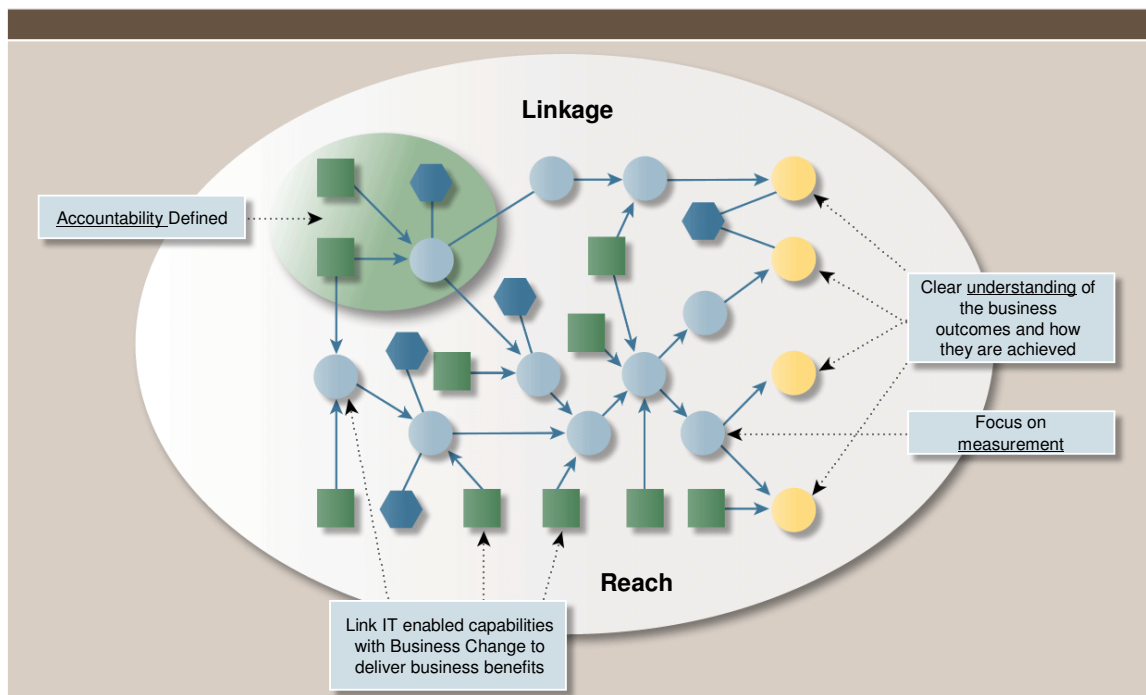 Linkage
Accountability Defined
Clear understanding of
the business
outcomes and how
they are achieved
Focus on
measurement
Reach
Link IT enabled capabilities
with Business Change to
deliver business benefits